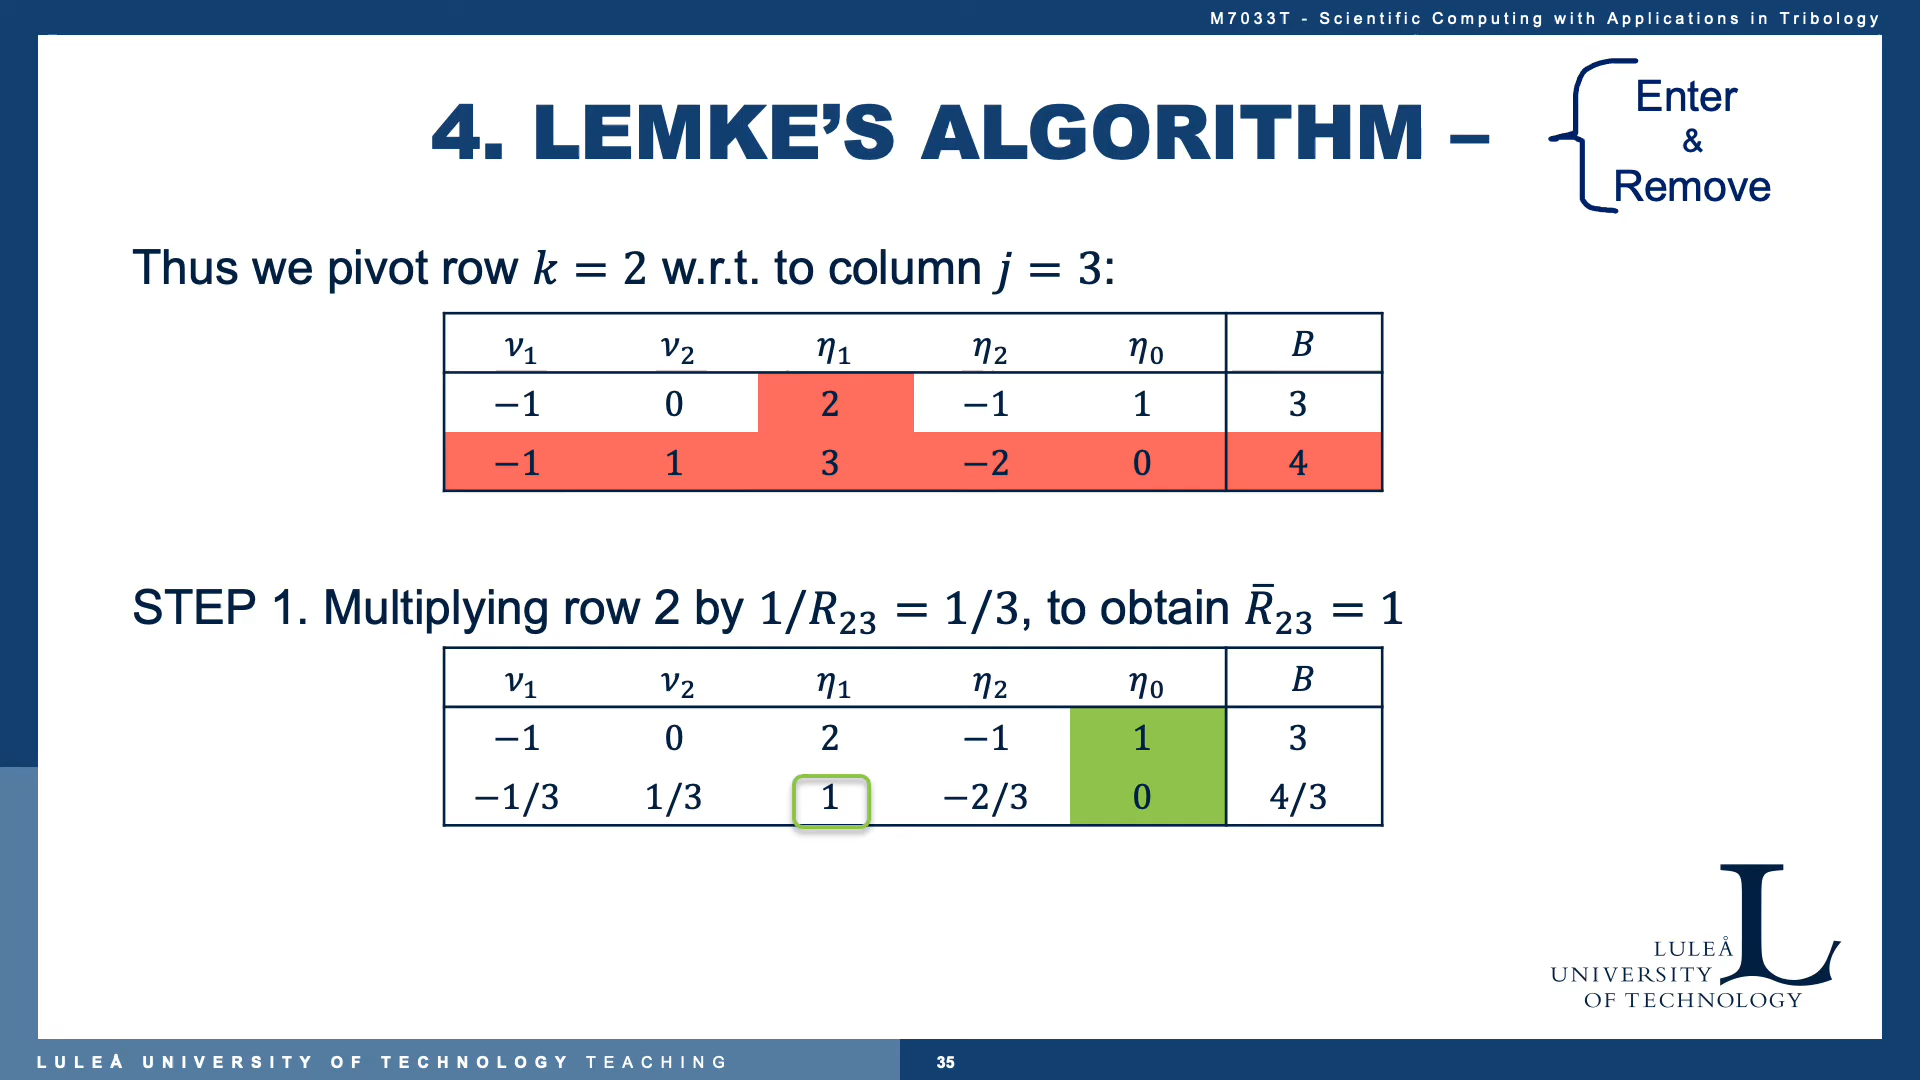 M7033T - Scientific Computing with Applications in Tribology
4. LEMKE’S ALGORITHM –
Enter
&
Remove
Thus we pivot row k = 2 w.r.t. to column j = 3:
ν₁ ν₂ η₁ η₂ η₀ B
−1 0 2 −1 1 3
−1 1 3 −2 0 4
STEP 1. Multiplying row 2 by 1/R₂₃ = 1/3, to obtain R̅₂₃ = 1
ν₁ ν₂ η₁ η₂ η₀ B
−1 0 2 −1 1 3
−1/3 1/3 1 −2/3 0 4/3
LULEÅ
UNIVERSITY
OF TECHNOLOGY
L
LULEÅ UNIVERSITY OF TECHNOLOGY TEACHING 35